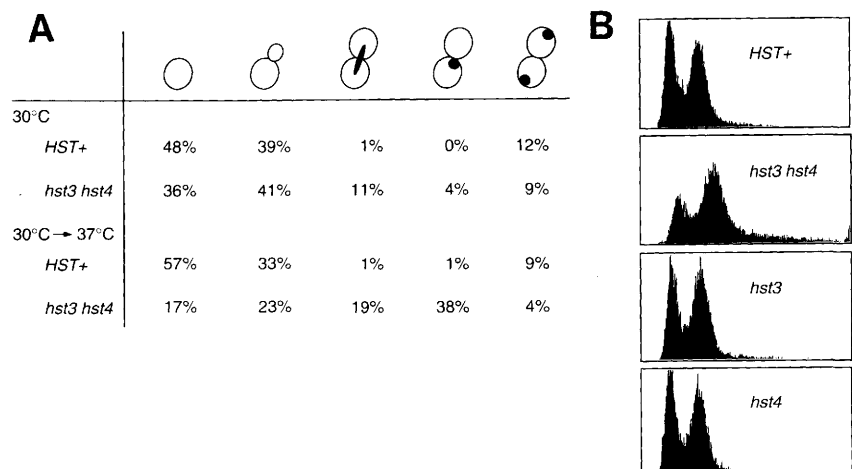 A
30°C
HST+ 48% 39% 1% 0% 12%
hst3 hst4 36% 41% 11% 4% 9%
30°C → 37°C
HST+ 57% 33% 1% 1% 9%
hst3 hst4 17% 23% 19% 38% 4%
B
HST+
hst3 hst4
hst3
hst4